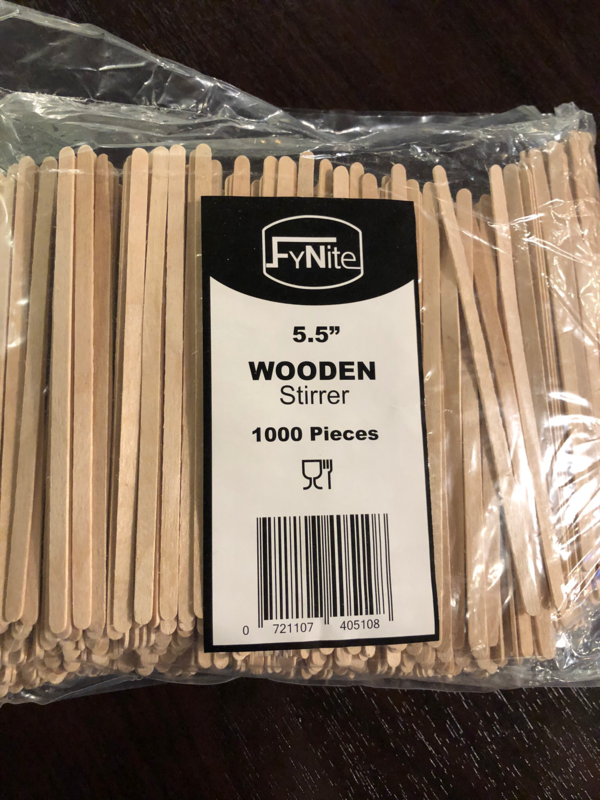 FyNite
5.5”
WOODEN
Stirrer
1000 Pieces
0 721107 405108